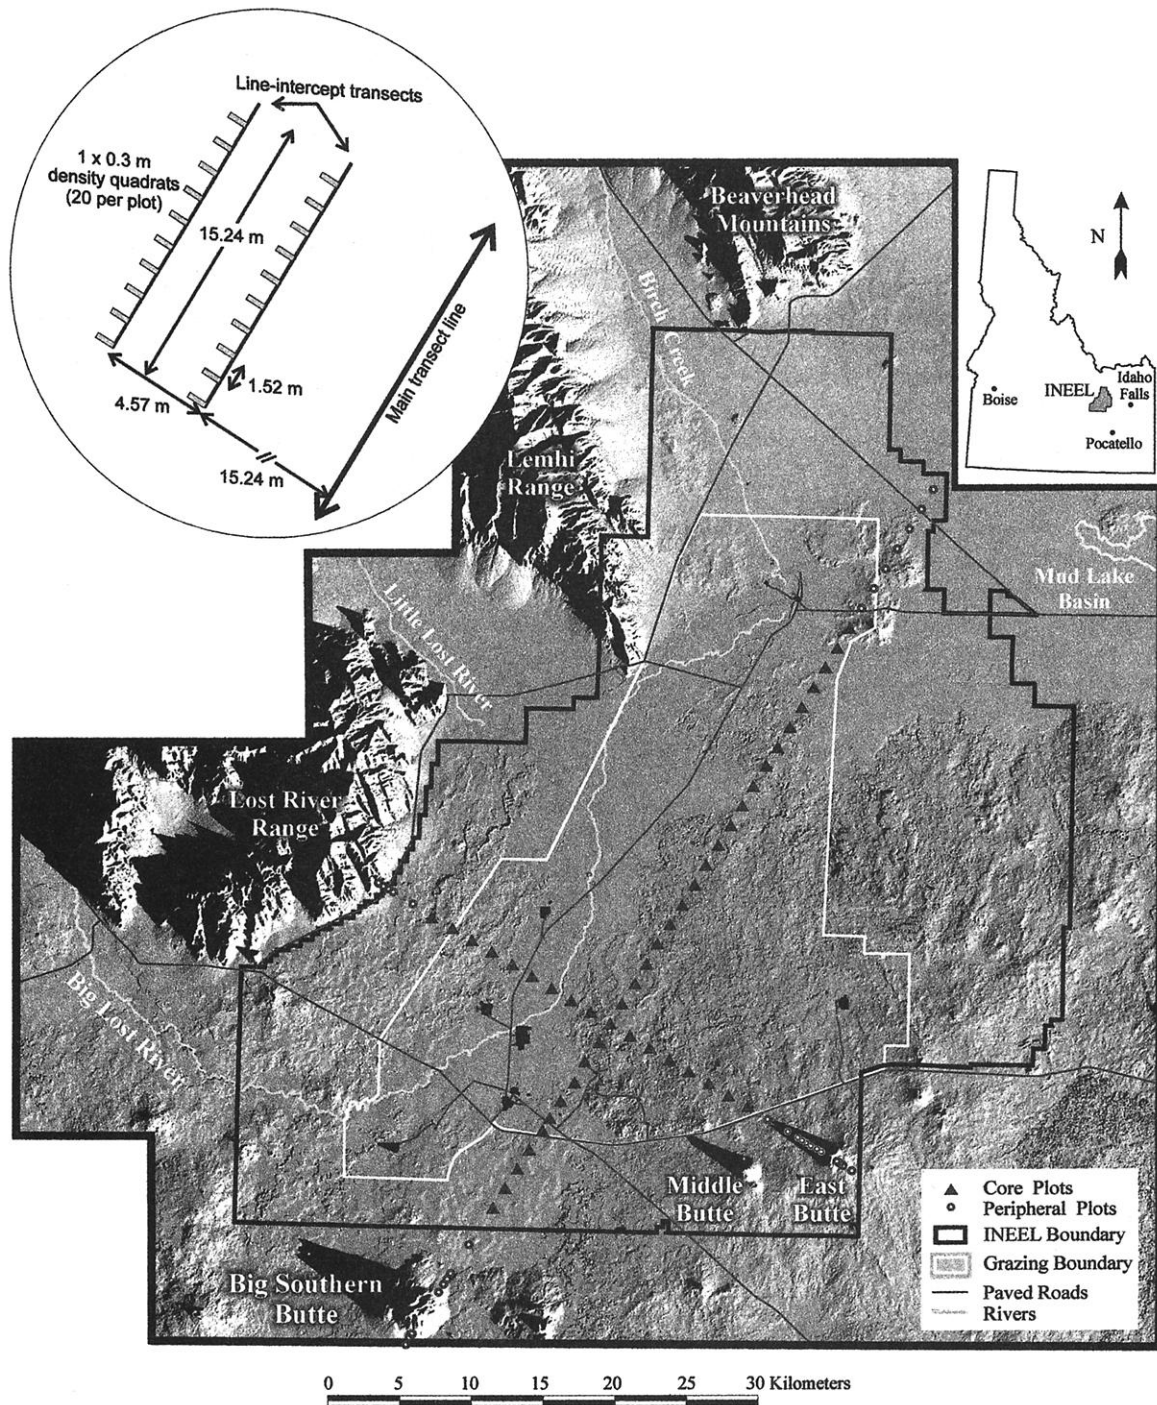 Line-intercept transects
1 x 0.3 m
density quadrats
(20 per plot)
15.24 m
1.52 m
4.57 m
15.24 m
Main transect line
Beaverhead
Mountains
Birch Creek
Lemhi
Range
Little Lost River
Lost River
Range
Big Lost River
Mud Lake
Basin
N
Boise
INEEL
Idaho
Falls
Pocatello
Middle
Butte
East
Butte
Big Southern
Butte
Core Plots
Peripheral Plots
INEEL Boundary
Grazing Boundary
Paved Roads
Rivers
0 5 10 15 20 25 30 Kilometers